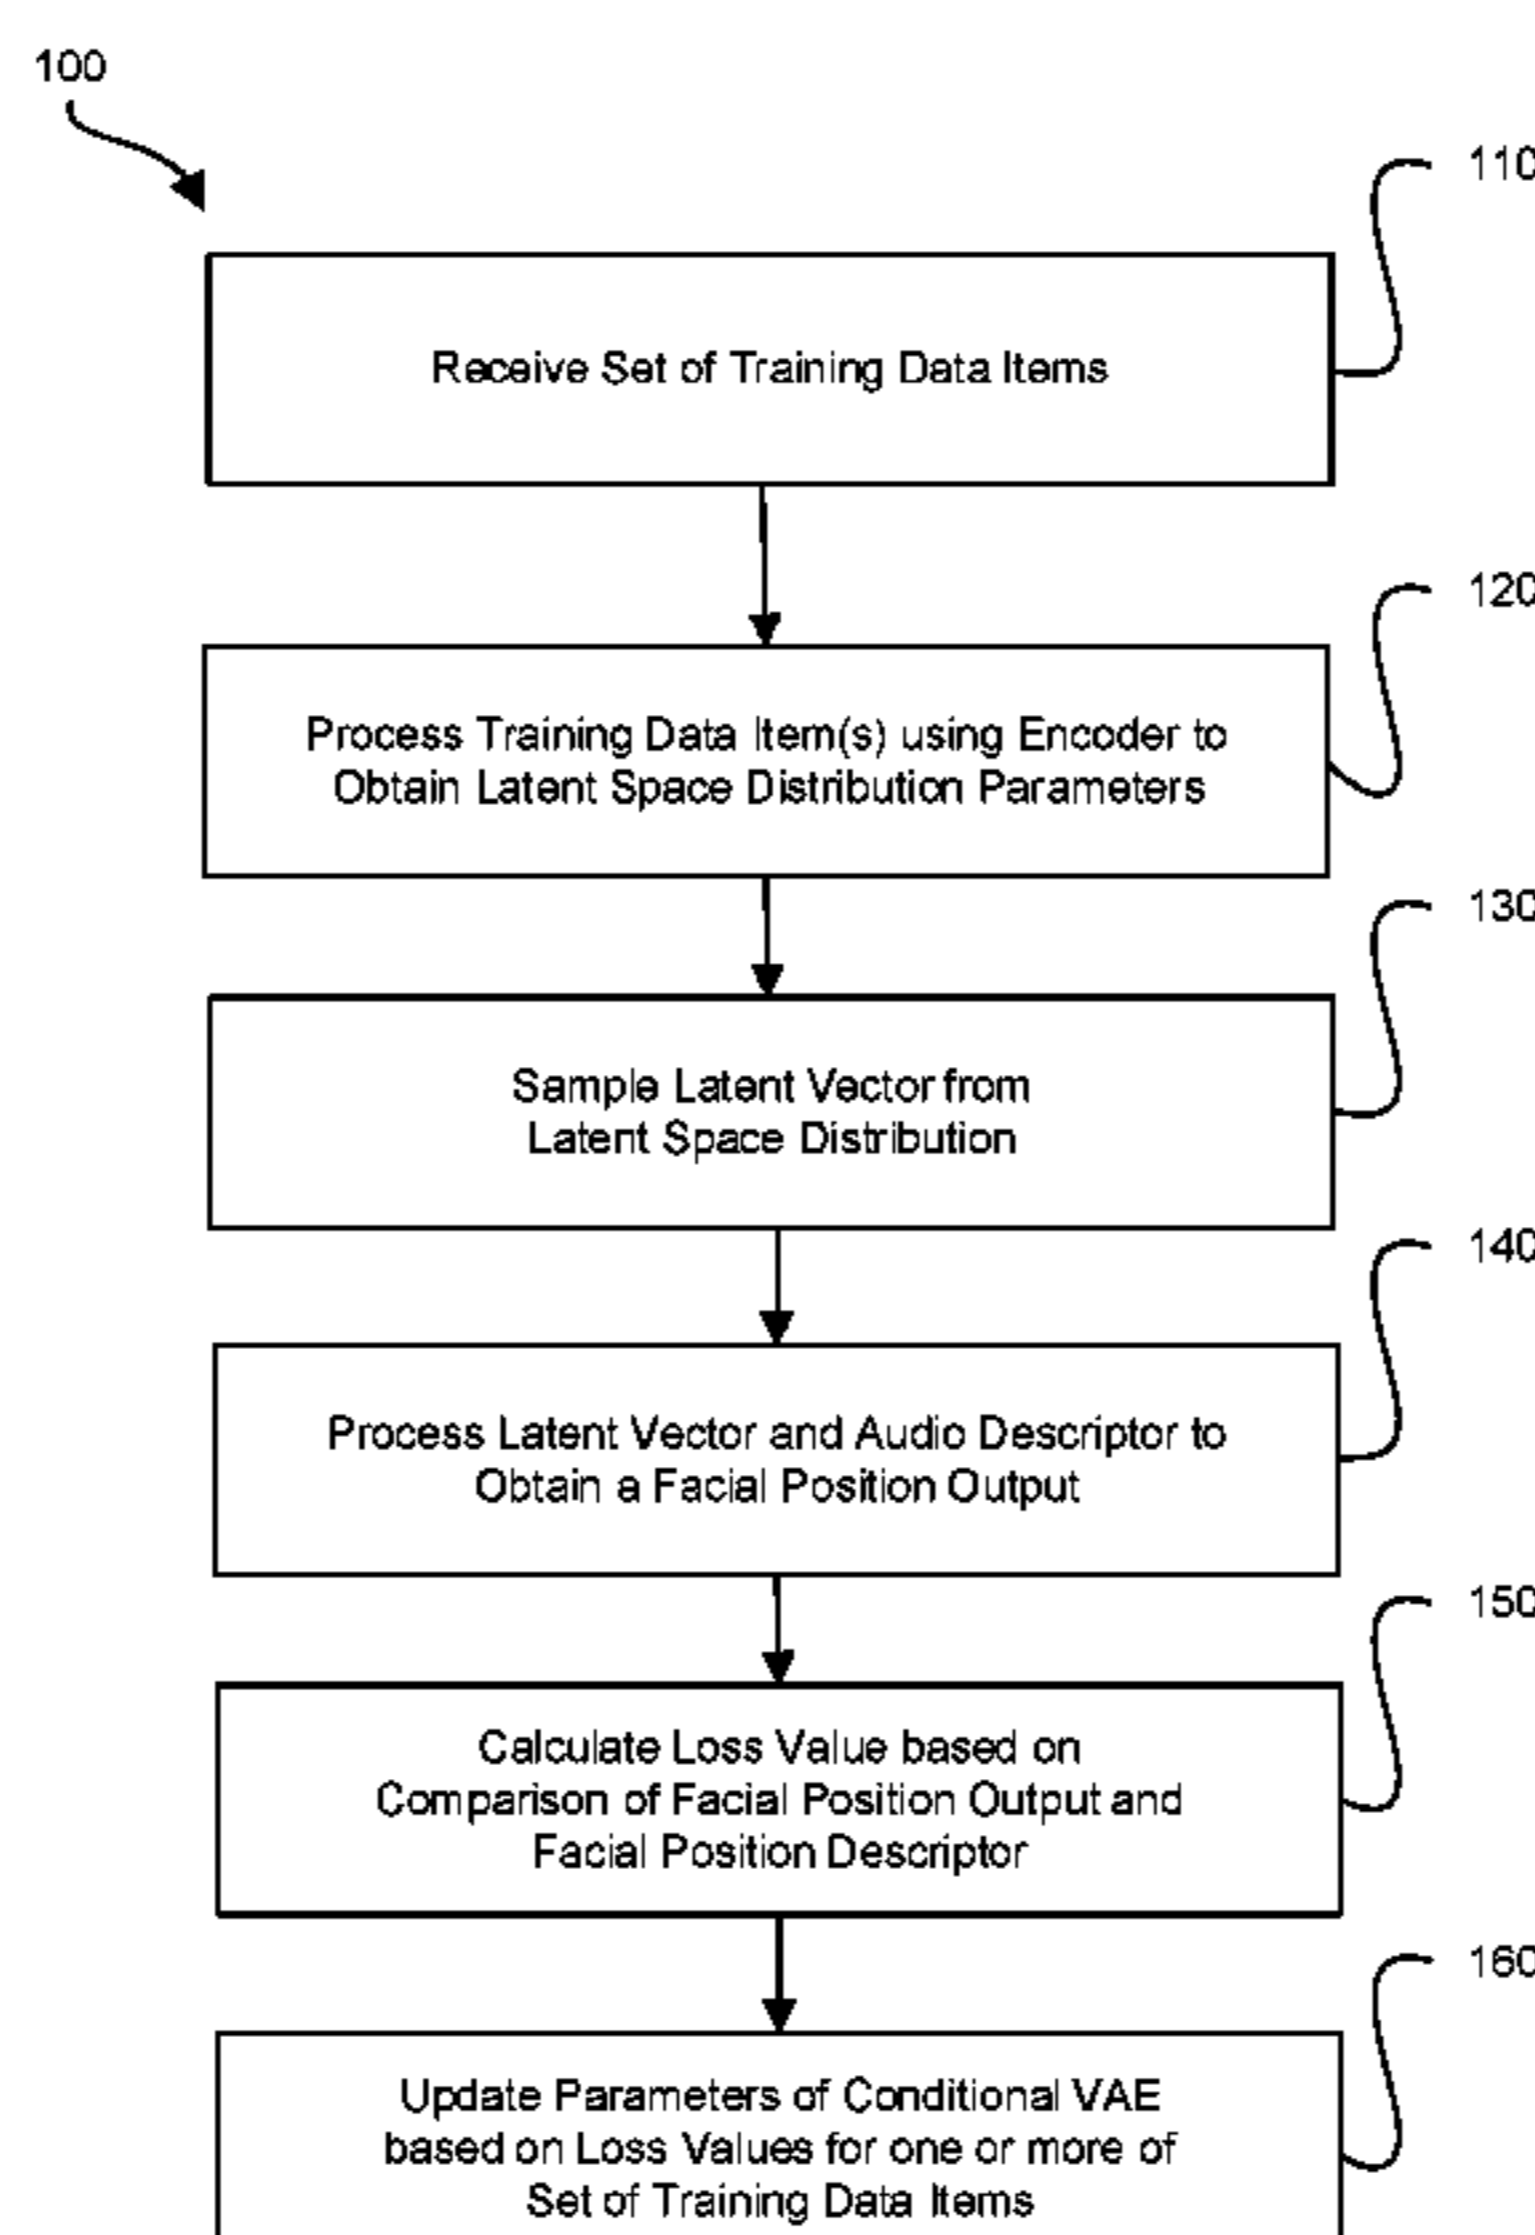 100
110
Receive Set of Training Data Items
120
Process Training Data Item(s) using Encoder to
Obtain Latent Space Distribution Parameters
130
Sample Latent Vector from
Latent Space Distribution
140
Process Latent Vector and Audio Descriptor to
Obtain a Facial Position Output
150
Calculate Loss Value based on
Comparison of Facial Position Output and
Facial Position Descriptor
160
Update Parameters of Conditional VAE
based on Loss Values for one or more of
Set of Training Data Items